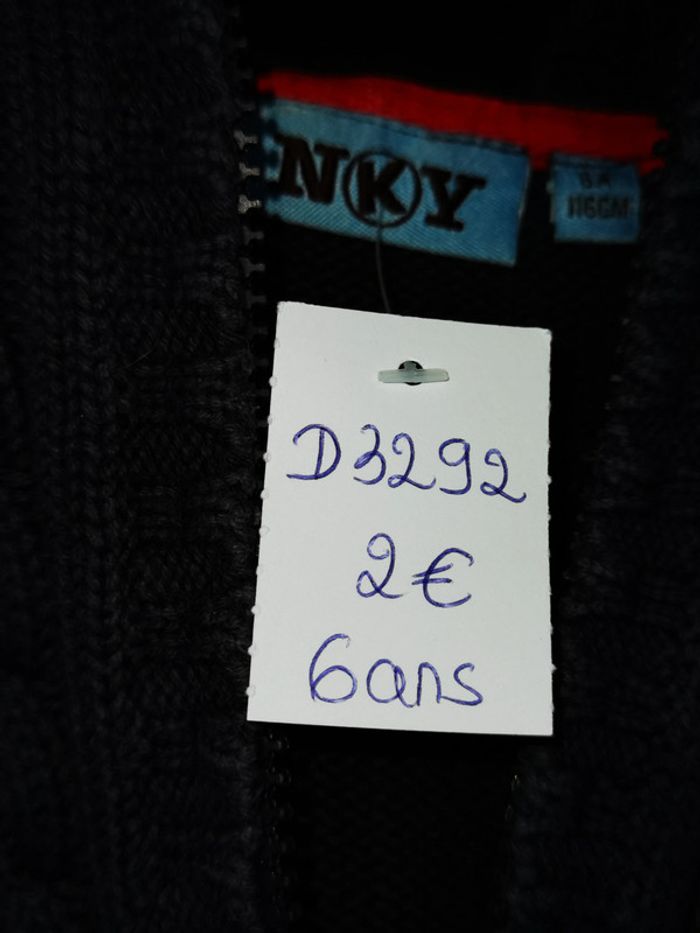 NKY
6A
116CM
D3292
2€
6ans